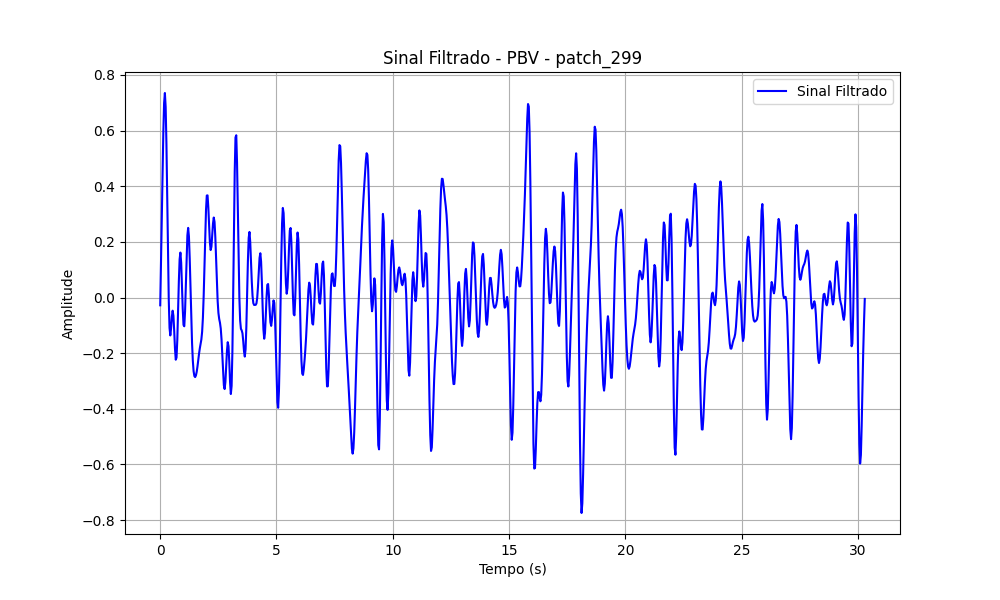 Sinal Filtrado - PBV - patch_299
Sinal Filtrado
Amplitude
0.8
0.6
0.4
0.2
0.0
−0.2
−0.4
−0.6
−0.8
0 5 10 15 20 25 30
Tempo (s)